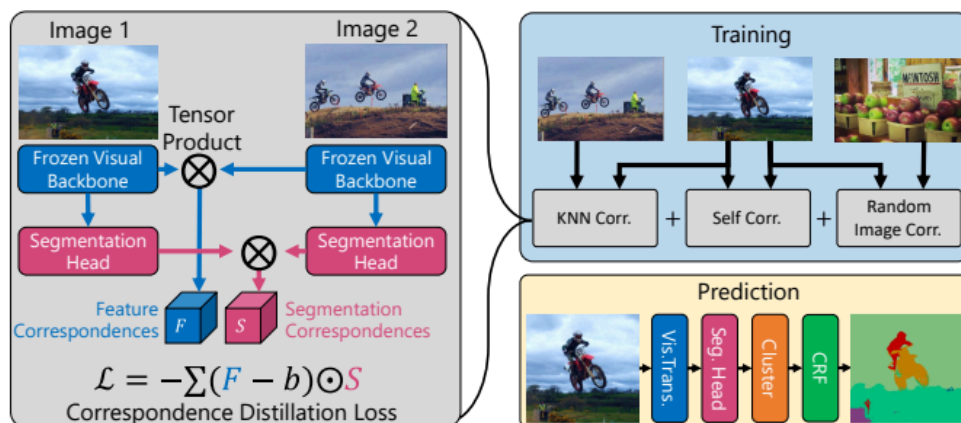 Image 1
Image 2
Tensor
Product
Frozen Visual
Backbone
Frozen Visual
Backbone
Segmentation
Head
Segmentation
Head
Feature
Correspondences
F
S
Segmentation
Correspondences
ℒ = −∑(F − b)⊙S
Correspondence Distillation Loss
Training
McINTOSH
KNN Corr.
+
Self Corr.
+
Random
Image Corr.
Prediction
Vis.Trans.
Seg. Head
Cluster
CRF